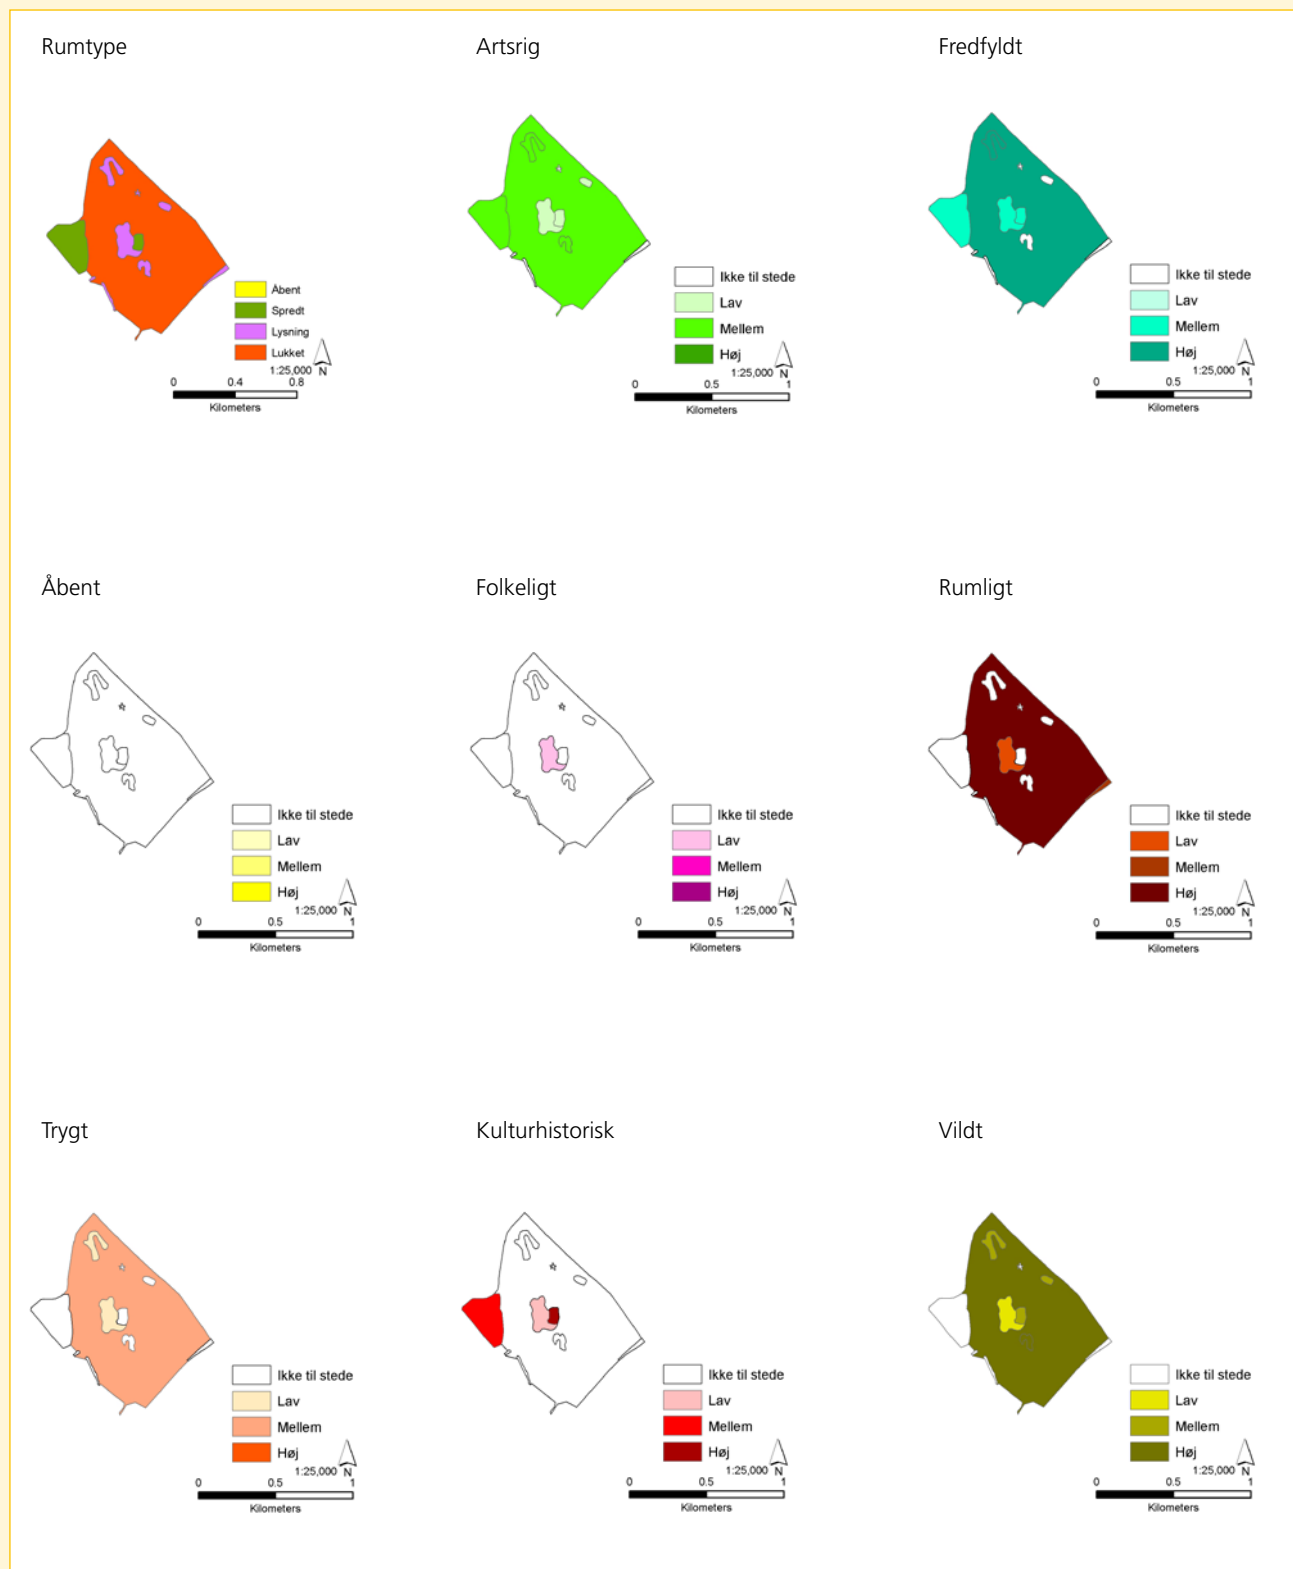 Rumtype
Åbent
Spredt
Lysning
Lukket
1:25,000
N
0 0.4 0.8
Kilometers
Artsrig
Ikke til stede
Lav
Mellem
Høj
1:25,000
N
0 0.5 1
Kilometers
Fredfyldt
Ikke til stede
Lav
Mellem
Høj
1:25,000
N
0 0.5 1
Kilometers
Åbent
Ikke til stede
Lav
Mellem
Høj
1:25,000
N
0 0.5 1
Kilometers
Folkeligt
Ikke til stede
Lav
Mellem
Høj
1:25,000
N
0 0.5 1
Kilometers
Rumligt
Ikke til stede
Lav
Mellem
Høj
1:25,000
N
0 0.5 1
Kilometers
Trygt
Ikke til stede
Lav
Mellem
Høj
1:25,000
N
0 0.5 1
Kilometers
Kulturhistorisk
Ikke til stede
Lav
Mellem
Høj
1:25,000
N
0 0.5 1
Kilometers
Vildt
Ikke til stede
Lav
Mellem
Høj
1:25,000
N
0 0.5 1
Kilometers